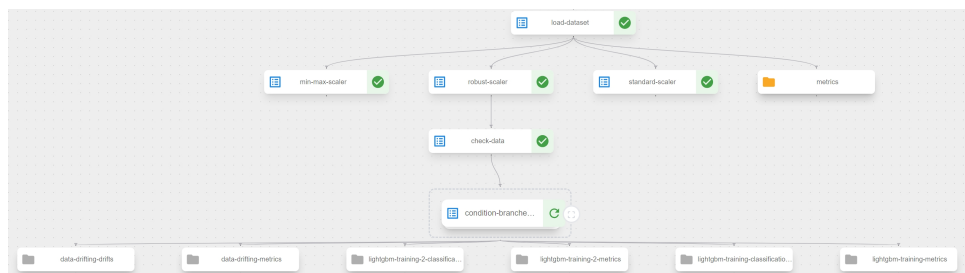 load-dataset
min-max-scaler
robust-scaler
standard-scaler
metrics
check-data
condition-branche...
data-drifting-drifts
data-drifting-metrics
lightgbm-training-2-classifica...
lightgbm-training-2-metrics
lightgbm-training-classificatio...
lightgbm-training-metrics